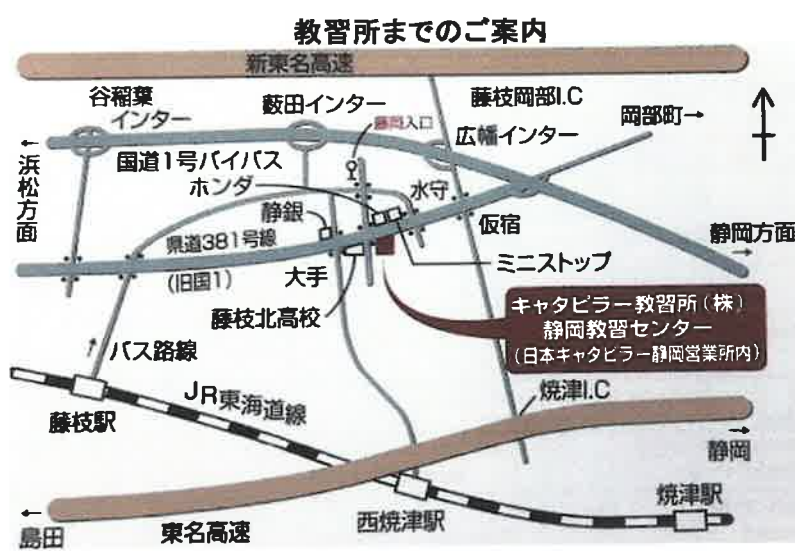 教習所までのご案内
新東名高速
谷稲葉
インター
藪田インター
藤岡入口
藤枝岡部I.C
広幡インター
岡部町→
←
浜松方面
国道1号バイパス
ホンダ
水守
静銀
仮宿
静岡方面
→
県道381号線
(旧国1)
大手
ミニストップ
藤枝北高校
キャタピラー教習所(株)
静岡教習センター
(日本キャタピラー静岡営業所内)
バス路線
JR東海道線
藤枝駅
焼津I.C
→
静岡
←
島田
東名高速
西焼津駅
焼津駅